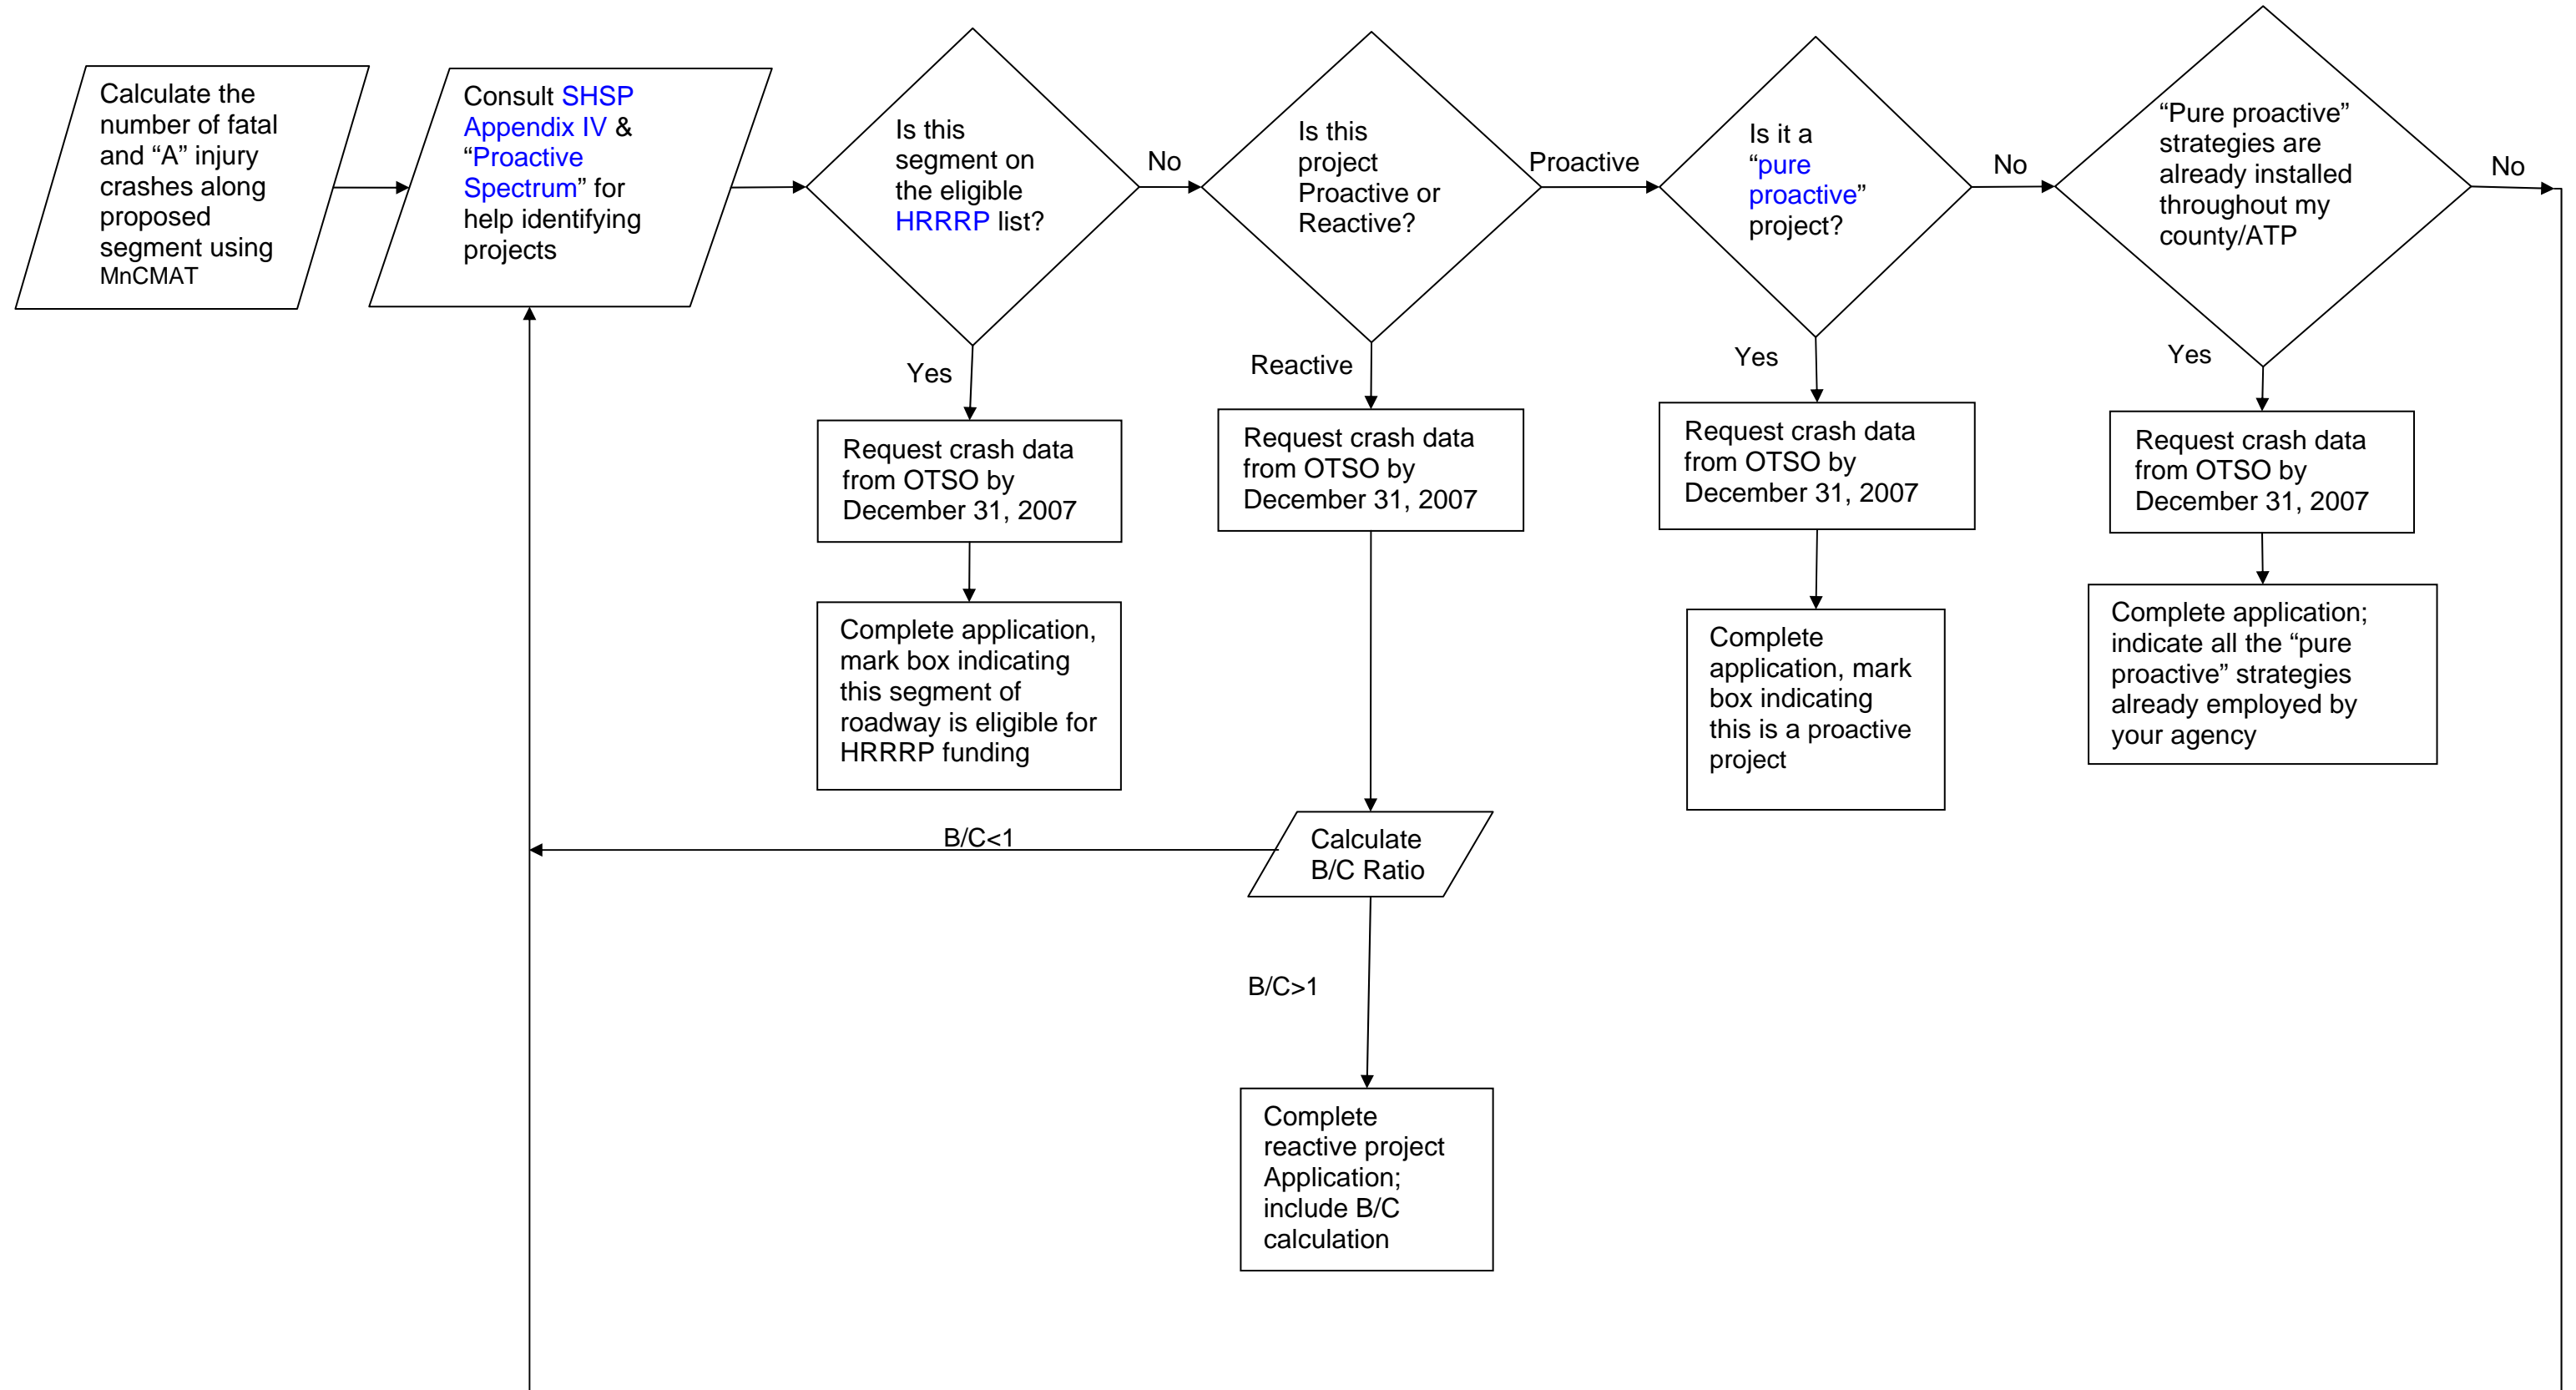 Calculate the
number of fatal
and “A” injury
crashes along
proposed
segment using
MnCMAT
Consult SHSP
Appendix IV &
“Proactive
Spectrum” for
help identifying
projects
Is this
segment on
the eligible
HRRRP list?
No
Is this
project
Proactive or
Reactive?
Proactive
Is it a
“pure
proactive”
project?
No
“Pure proactive”
strategies are
already installed
throughout my
county/ATP
No
Yes
Reactive
Yes
Yes
Request crash data
from OTSO by
December 31, 2007
Request crash data
from OTSO by
December 31, 2007
Request crash data
from OTSO by
December 31, 2007
Request crash data
from OTSO by
December 31, 2007
Complete application,
mark box indicating
this segment of
roadway is eligible for
HRRRP funding
Complete
application, mark
box indicating
this is a proactive
project
Complete application;
indicate all the “pure
proactive” strategies
already employed by
your agency
B/C<1
Calculate
B/C Ratio
B/C>1
Complete
reactive project
Application;
include B/C
calculation